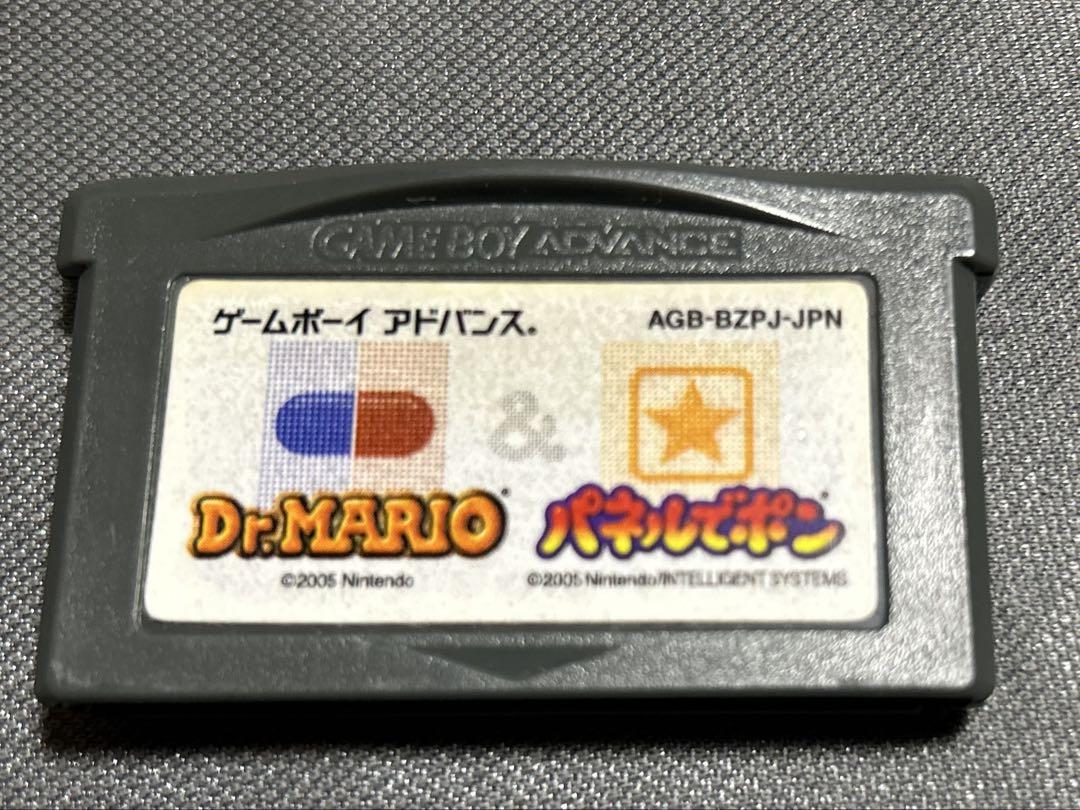 GAME BOY ADVANCE
ゲームボーイ アドバンス® AGB-BZPJ-JPN
&
Dr.MARIO® パネルでポン®
©2005 Nintendo ©2005 Nintendo/INTELLIGENT SYSTEMS